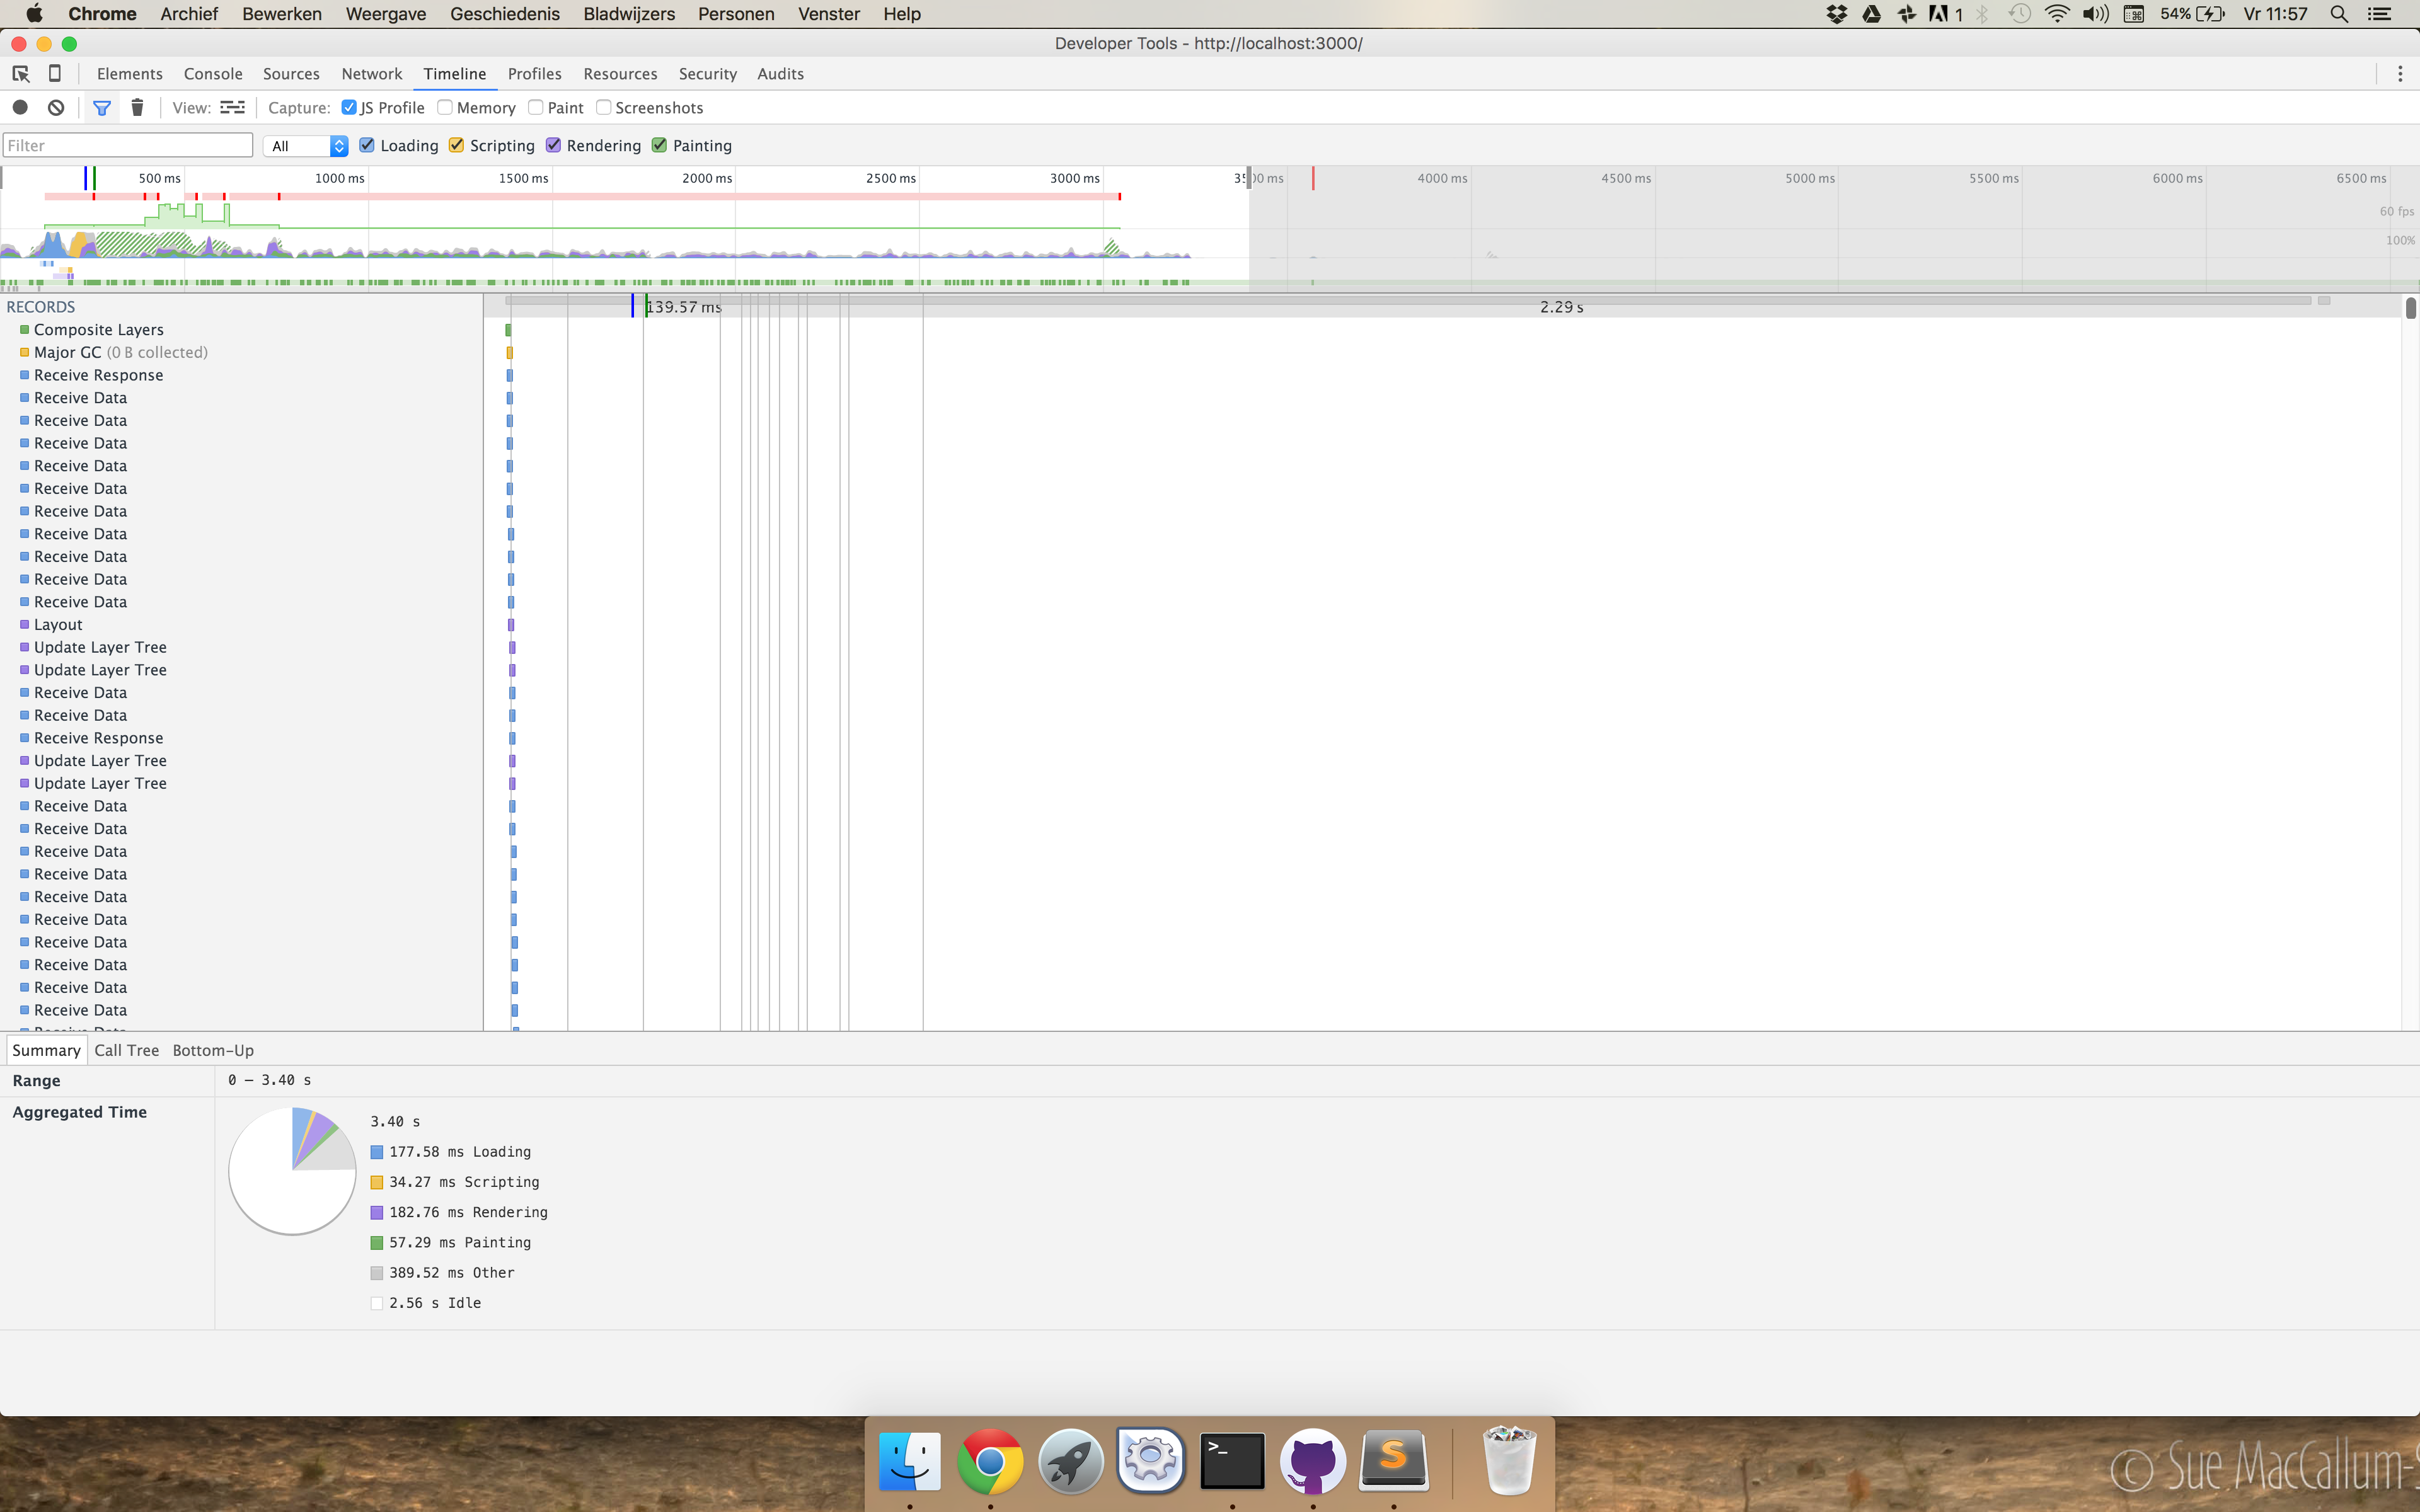 Chrome Archief Bewerken Weergave Geschiedenis Bladwijzers Personen Venster Help 1 54% Vr 11:57
Developer Tools - http://localhost:3000/
Elements Console Sources Network Timeline Profiles Resources Security Audits
View: Capture: JS Profile Memory Paint Screenshots
Filter All Loading Scripting Rendering Painting
500 ms 1000 ms 1500 ms 2000 ms 2500 ms 3000 ms 4000 ms 4500 ms 5000 ms 5500 ms 6000 ms 6500 ms
60 fps
100%
RECORDS 139.57 ms 2.29 s
Composite Layers
Major GC (0 B collected)
Receive Response
Receive Data
Receive Data
Receive Data
Receive Data
Receive Data
Receive Data
Receive Data
Receive Data
Receive Data
Receive Data
Layout
Update Layer Tree
Update Layer Tree
Receive Data
Receive Data
Receive Response
Update Layer Tree
Update Layer Tree
Receive Data
Receive Data
Receive Data
Receive Data
Receive Data
Receive Data
Receive Data
Receive Data
Receive Data
Receive Data
Summary Call Tree Bottom-Up
Range 0 – 3.40 s
Aggregated Time
3.40 s
177.58 ms Loading
34.27 ms Scripting
182.76 ms Rendering
57.29 ms Painting
389.52 ms Other
2.56 s Idle
© Sue MacCallum-